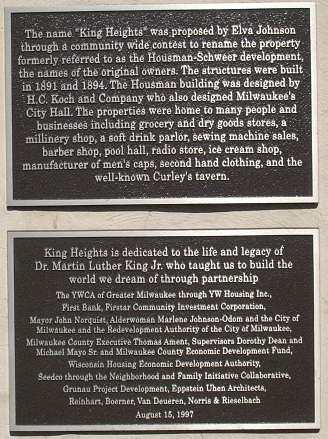 The name "King Heights" was proposed by Elva Johnson
through a community wide contest to rename the property
formerly referred to as the Housman-Schweer development,
the names of the original owners. The structures were built
in 1891 and 1894. The Housman building was designed by
H.C. Koch and Company who also designed Milwaukee's
City Hall. The properties were home to many people and
businesses including grocery and dry goods stores, a
millinery shop, a soft drink parlor, sewing machine sales,
barber shop, pool hall, radio store, ice cream shop,
manufacturer of men's caps, second hand clothing, and the
well-known Curley's tavern.
King Heights is dedicated to the life and legacy of
Dr. Martin Luther King Jr. who taught us to build the
world we dream of through partnership
The YWCA of Greater Milwaukee through YW Housing Inc.,
First Bank, Firstar Community Investment Corporation,
Mayor John Norquist, Alderwoman Marlene Johnson-Odom and the City of
Milwaukee and the Redevelopment Authority of the City of Milwaukee,
Milwaukee County Executive Thomas Ament, Supervisors Dorothy Dean and
Michael Mayo Sr. and Milwaukee County Economic Development Fund,
Wisconsin Housing Economic Development Authority,
Seedco through the Neighborhood and Family Initiative Collaborative,
Grunau Project Development, Eppstein Uhen Architects,
Reinhart, Boerner, Van Deueren, Norris & Rieselbach
August 15, 1997